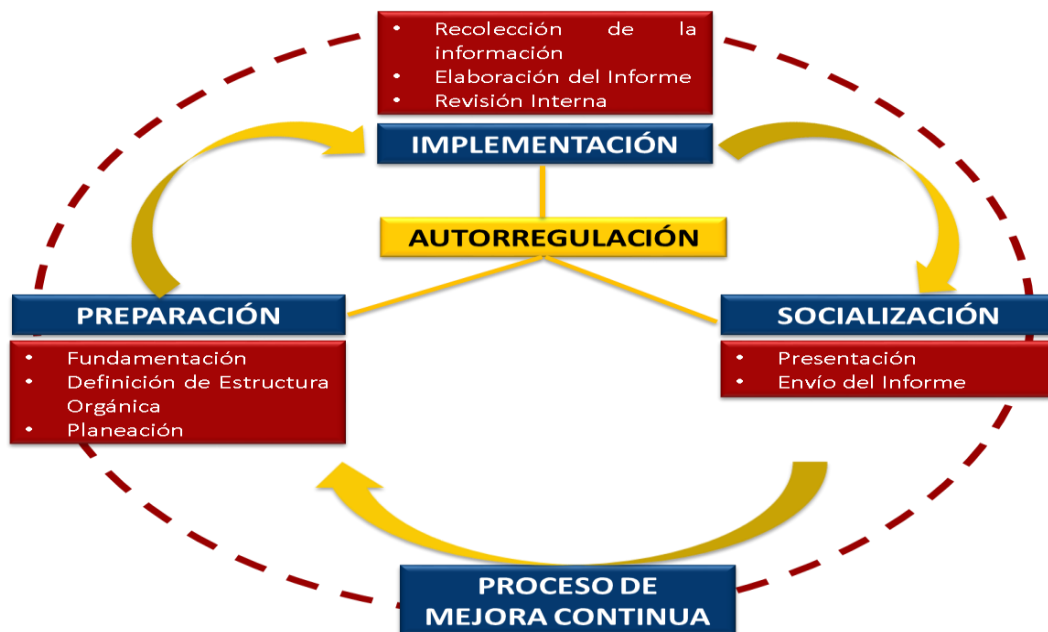 • Recolección de la
información
• Elaboración del Informe
• Revisión Interna
IMPLEMENTACIÓN
AUTORREGULACIÓN
PREPARACIÓN
• Fundamentación
• Definición de Estructura
Orgánica
• Planeación
SOCIALIZACIÓN
• Presentación
• Envío del Informe
PROCESO DE
MEJORA CONTINUA